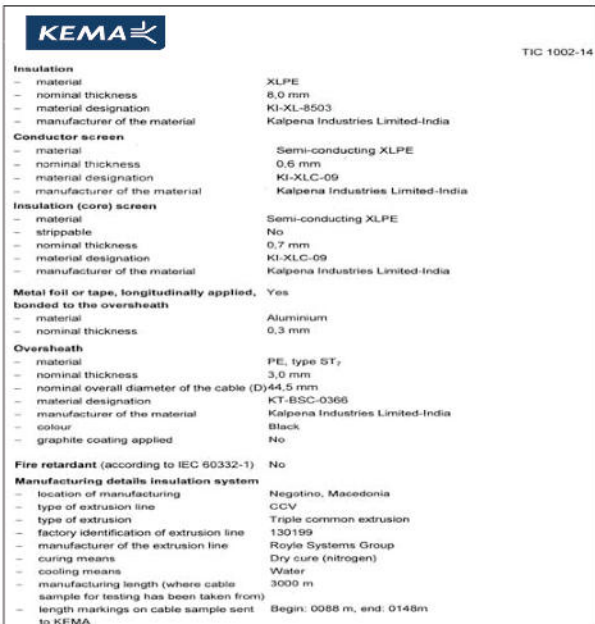 KEMA
TIC 1002-14
Insulation
– material XLPE
– nominal thickness 8,0 mm
– material designation KI-XL-8503
– manufacturer of the material Kalpena Industries Limited-India
Conductor screen
– material Semi-conducting XLPE
– nominal thickness 0,6 mm
– material designation KI-XLC-09
– manufacturer of the material Kalpena Industries Limited-India
Insulation (core) screen
– material Semi-conducting XLPE
– strippable No
– nominal thickness 0,7 mm
– material designation KI-XLC-09
– manufacturer of the material Kalpena Industries Limited-India
Metal foil or tape, longitudinally applied, Yes
bonded to the oversheath
– material Aluminium
– nominal thickness 0,3 mm
Oversheath
– material PE, type ST₇
– nominal thickness 3,0 mm
– nominal overall diameter of the cable (D) 44,5 mm
– material designation KT-BSC-0366
– manufacturer of the material Kalpena Industries Limited-India
– colour Black
– graphite coating applied No
Fire retardant (according to IEC 60332-1) No
Manufacturing details insulation system
– location of manufacturing Negotino, Macedonia
– type of extrusion line CCV
– type of extrusion Triple common extrusion
– factory identification of extrusion line 130199
– manufacturer of the extrusion line Royle Systems Group
– curing means Dry cure (nitrogen)
– cooling means Water
– manufacturing length (where cable 3000 m
sample for testing has been taken from)
– length markings on cable sample sent Begin: 0088 m, end: 0148m
to KEMA